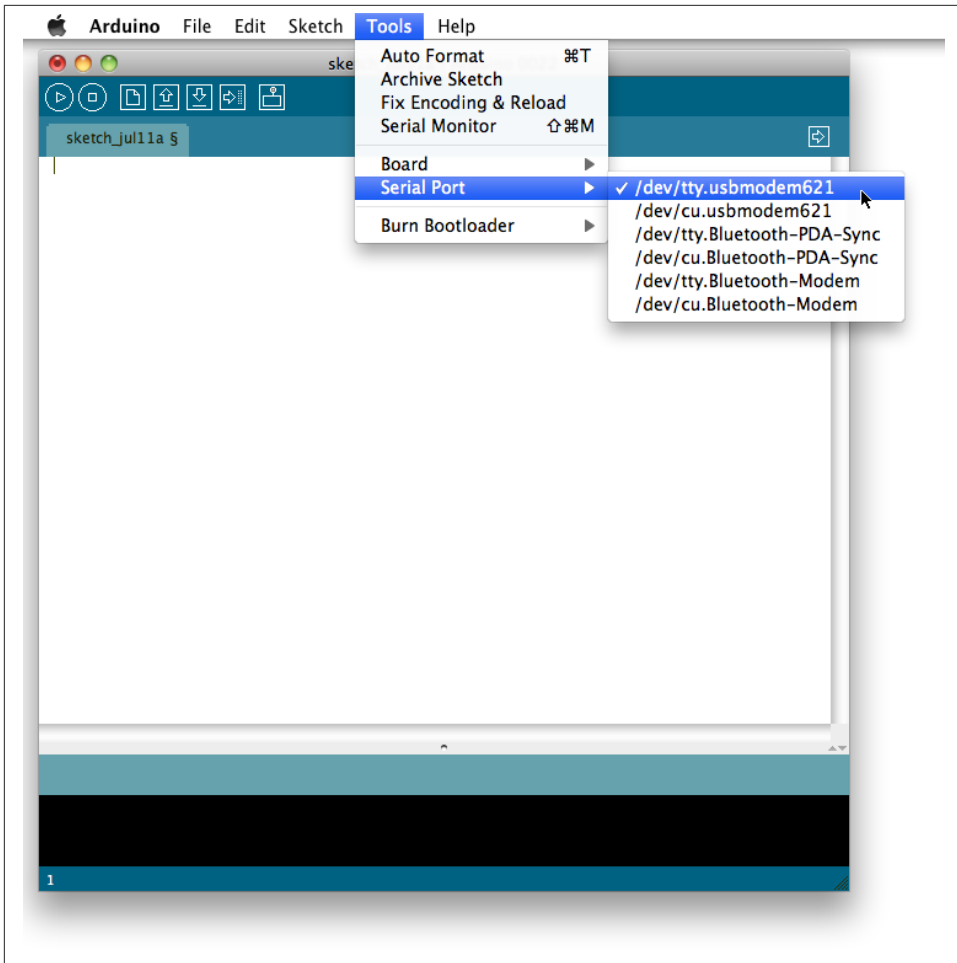 Arduino File Edit Sketch Tools Help
ske
Auto Format ⌘T
Archive Sketch
Fix Encoding & Reload
Serial Monitor ⇧⌘M
sketch_jul11a §
Board
Serial Port
Burn Bootloader
✓ /dev/tty.usbmodem621
/dev/cu.usbmodem621
/dev/tty.Bluetooth-PDA-Sync
/dev/cu.Bluetooth-PDA-Sync
/dev/tty.Bluetooth-Modem
/dev/cu.Bluetooth-Modem
1